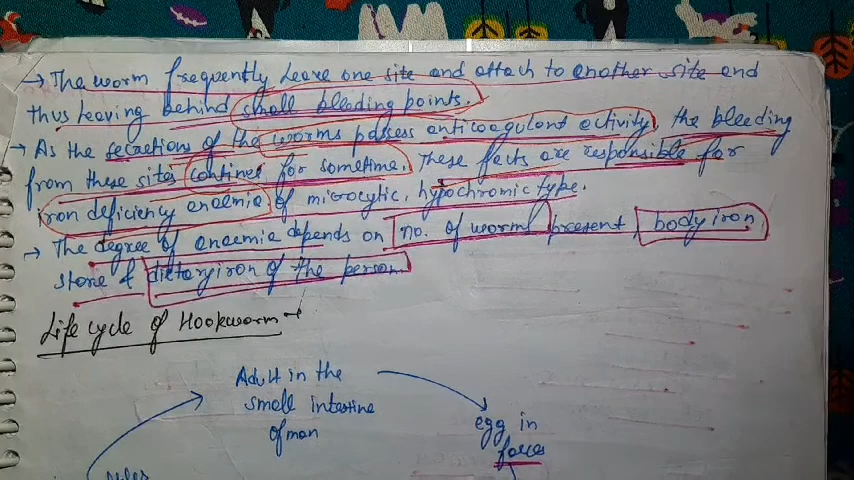 → The worm frequently leave one site and attach to another site and
thus leaving behind small bleeding points.
→ As the secretions of the worms possess anticoagulant activity, the bleeding
from these sites continues for sometime. These facts are responsible for
iron deficiency anaemia of microcytic, hypochromic type.
→ The degree of anaemia depends on no. of worms present, body iron
store & dietary iron of the person.
Life cycle of Hookworm →
Adult in the
small intestine
of man
egg in
faeces